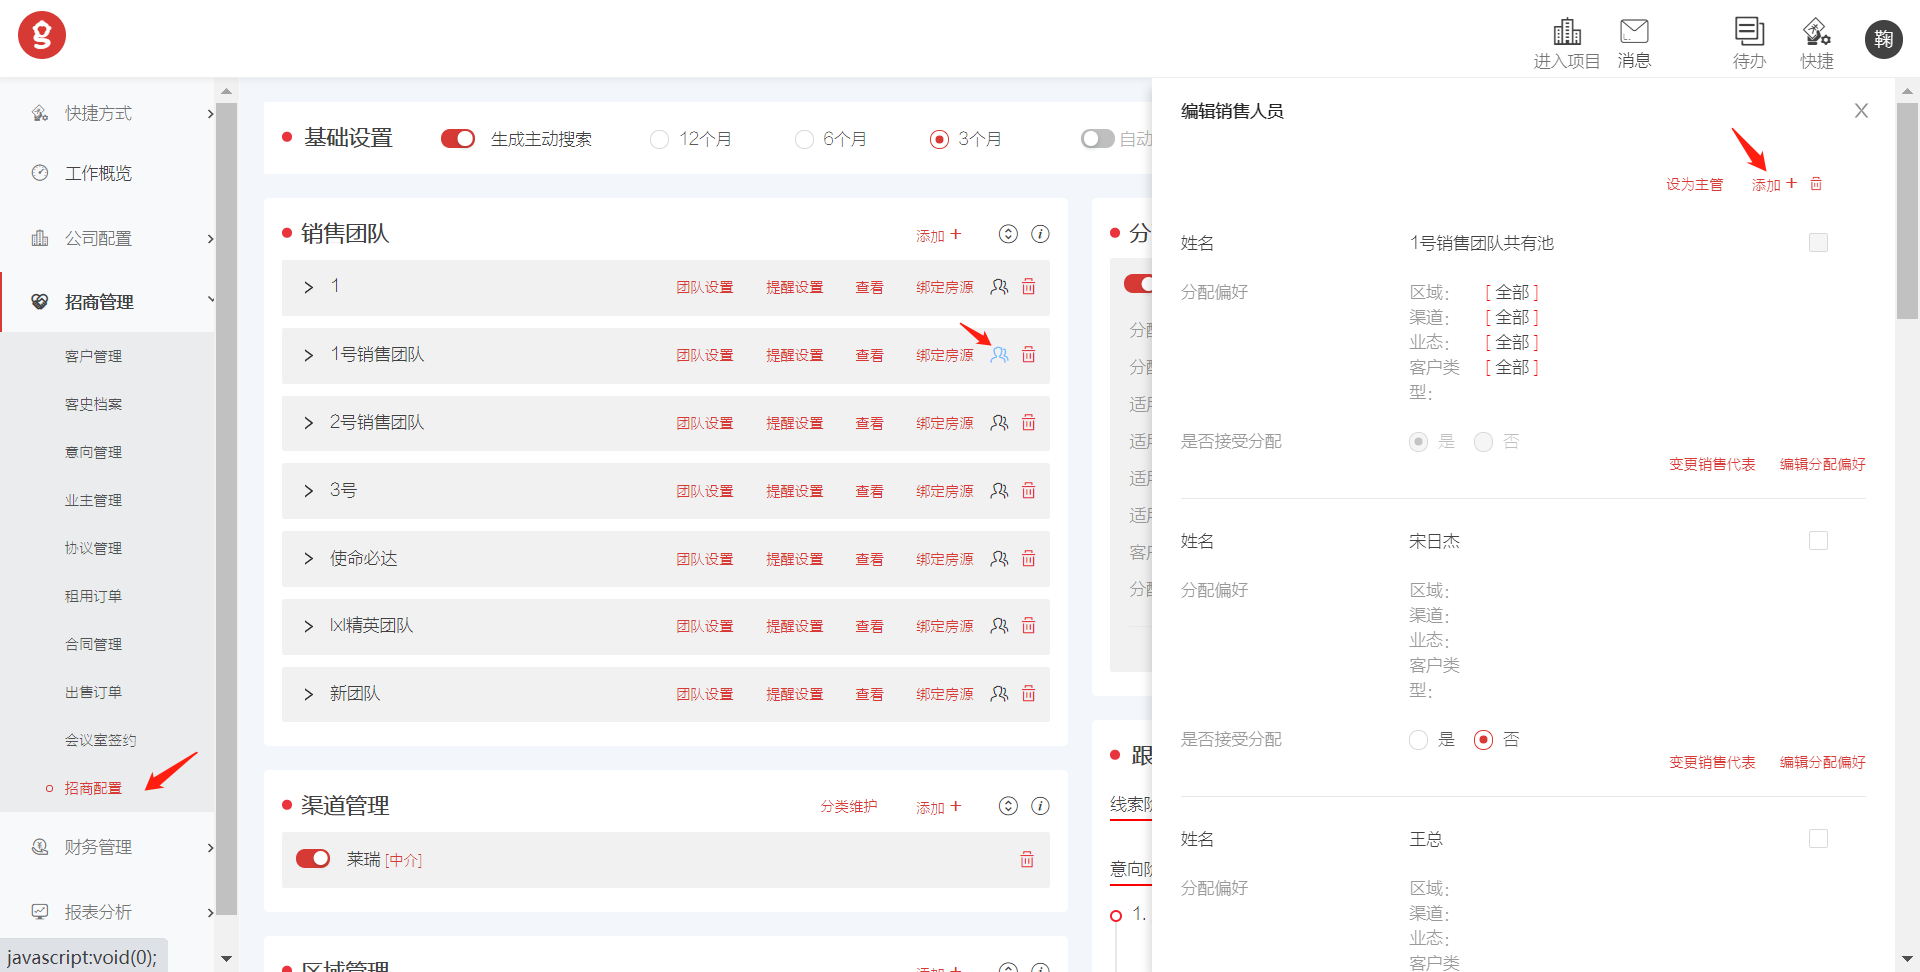 进入项目
消息
待办
快捷
鞠
快捷方式
工作概览
公司配置
招商管理
客户管理
客史档案
意向管理
业主管理
协议管理
租用订单
合同管理
出售订单
会议室签约
招商配置
财务管理
报表分析
javascript:void(0);
基础设置 生成主动搜索 12个月 6个月 3个月 自动
销售团队 添加 +
1 团队设置 提醒设置 查看 绑定房源
1号销售团队 团队设置 提醒设置 查看 绑定房源
2号销售团队 团队设置 提醒设置 查看 绑定房源
3号 团队设置 提醒设置 查看 绑定房源
使命必达 团队设置 提醒设置 查看 绑定房源
lxl精英团队 团队设置 提醒设置 查看 绑定房源
新团队 团队设置 提醒设置 查看 绑定房源
渠道管理 分类维护 添加 +
莱瑞 [中介]
区域管理 添加 +
分
分配
分配
适用
适用
适用
适用
客户
分配
跟
线索阶
意向阶
1.
编辑销售人员 X
设为主管 添加 +
姓名 1号销售团队共有池
分配偏好 区域: [ 全部 ]
渠道: [ 全部 ]
业态: [ 全部 ]
客户类 [ 全部 ]
型:
是否接受分配 是 否
变更销售代表 编辑分配偏好
姓名 宋日杰
分配偏好 区域:
渠道:
业态:
客户类
型:
是否接受分配 是 否
变更销售代表 编辑分配偏好
姓名 王总
分配偏好 区域:
渠道:
业态:
客户类